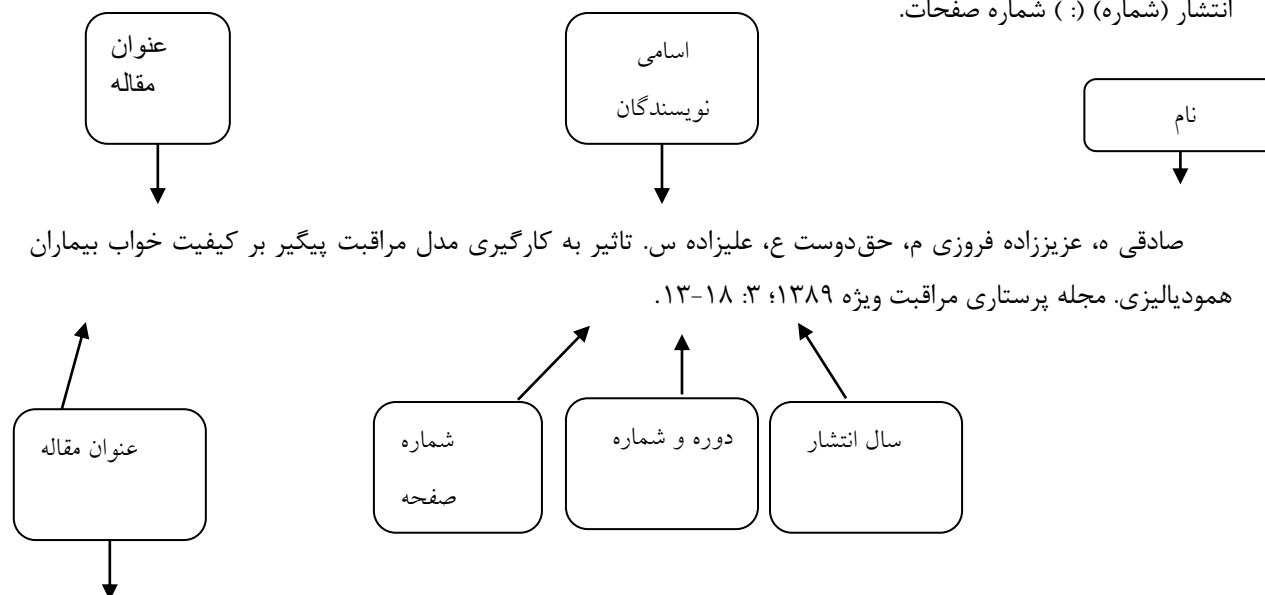 انتشار (شماره) (: ) شماره صفحات.
نام
اسامی
نویسندگان
عنوان
مقاله
صادقی ه، عزیززاده فروزی م، حق‌دوست ع، علیزاده س. تاثیر به کارگیری مدل مراقبت پیگیر بر کیفیت خواب بیماران
همودیالیزی. مجله پرستاری مراقبت ویژه ۱۳۸۹؛ ۳: ۱۸-۱۳.
سال انتشار
دوره و شماره
شماره
صفحه
عنوان مقاله